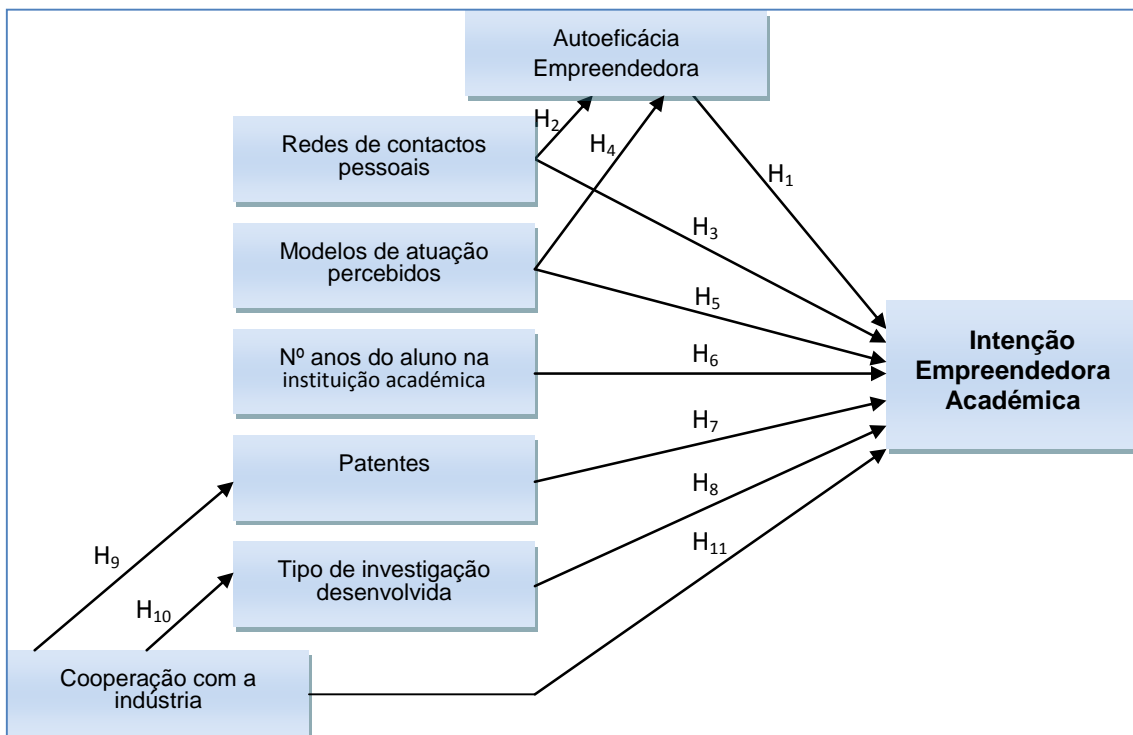 Autoeficácia
Empreendedora
H2
Redes de contactos
pessoais
H4
H1
H3
Modelos de atuação
percebidos
H5
Nº anos do aluno na
instituição académica
H6
Intenção
Empreendedora
Académica
H7
Patentes
H8
H9
H11
Tipo de investigação
desenvolvida
H10
Cooperação com a
indústria